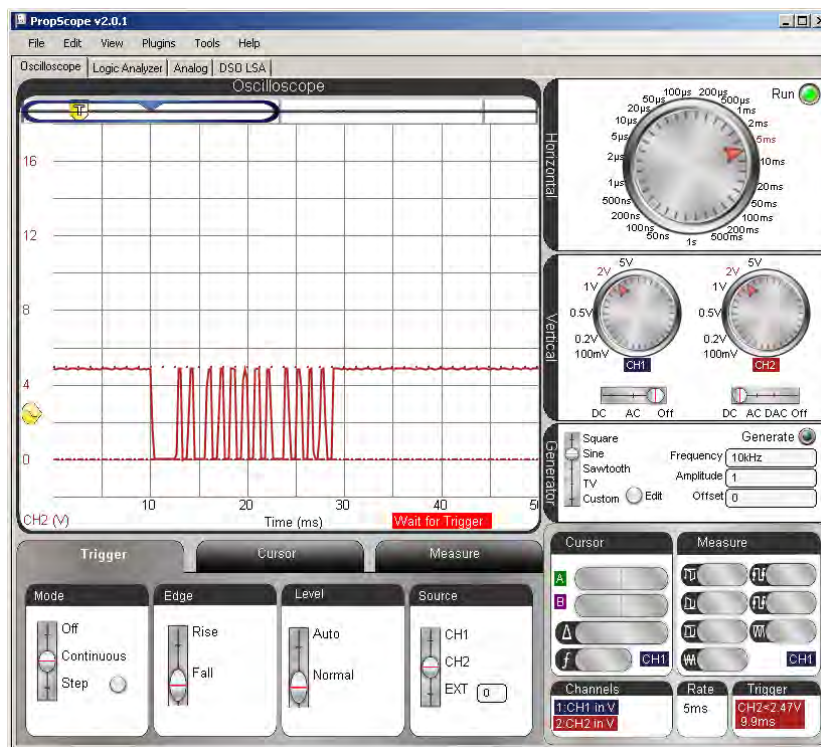 PropScope v2.0.1
File Edit View Plugins Tools Help
Oscilloscope Logic Analyzer Analog DSO LSA
Oscilloscope
T
16
12
8
4
0
10 20 30 40 50
CH2 (V)
Time (ms)
Wait for Trigger
Horizontal
Run
1s
50ns
100ns
200ns
500ns
1µs
2µs
5µs
10µs
20µs
50µs
100µs
200µs
500µs
1ms
2ms
5ms
10ms
20ms
50ms
100ms
200ms
500ms
Vertical
5V
2V
1V
0.5V
0.2V
100mV
CH1
DC AC Off
5V
2V
1V
0.5V
0.2V
100mV
CH2
DC AC DAC Off
Generator
Square
Sine
Sawtooth
TV
Custom
Edit
Generate
Frequency 10kHz
Amplitude 1
Offset 0
Trigger Cursor Measure
Mode
Off
Continuous
Step
Edge
Rise
Fall
Level
Auto
Normal
Source
CH1
CH2
EXT 0
Cursor
A
B
Δ
f CH1
Measure
CH1
Channels
1:CH1 in V
2:CH2 in V
Rate
5ms
Trigger
CH2<2.47V
9.9ms